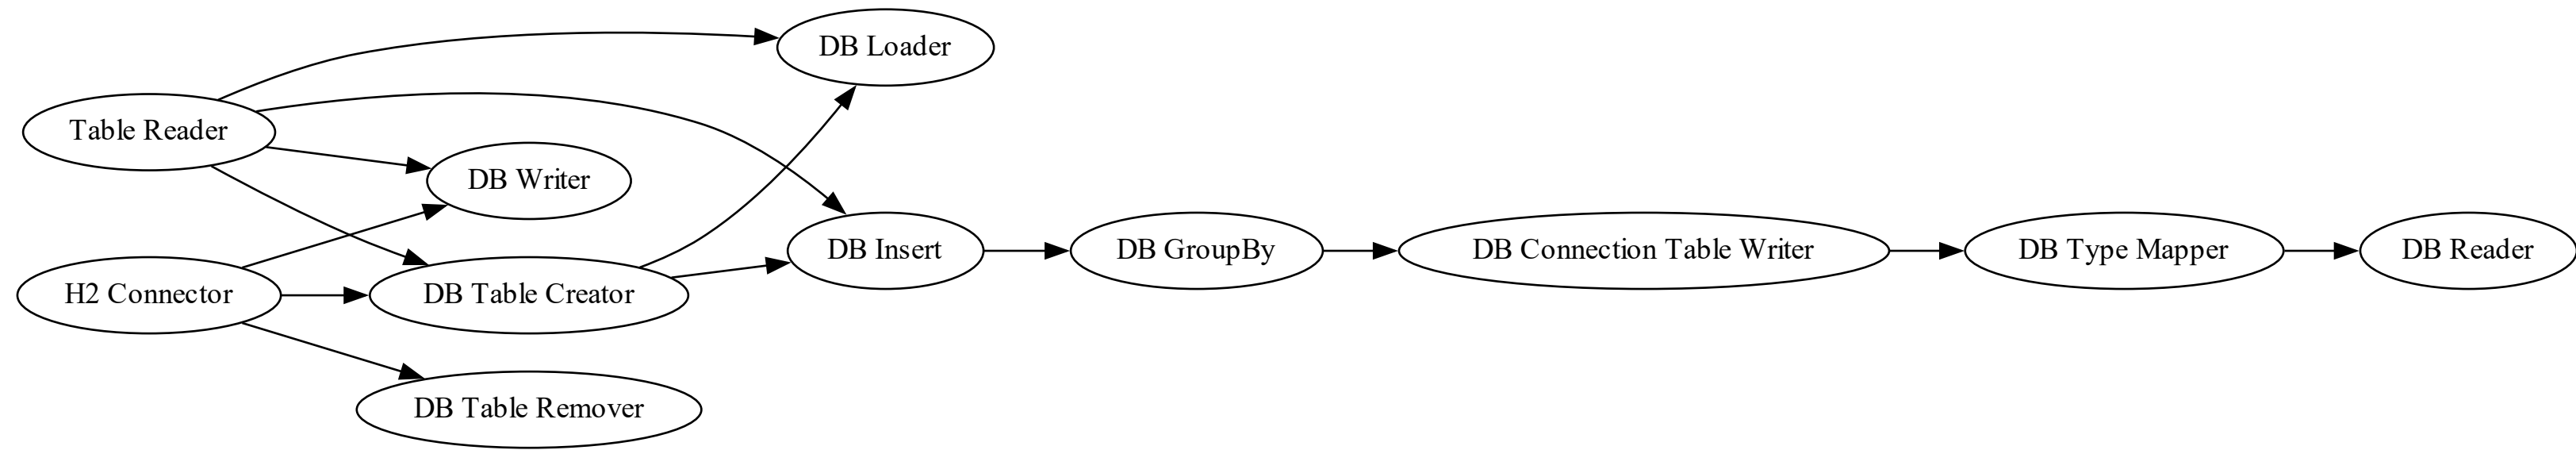 DB Loader
Table Reader
DB Writer
DB Insert
DB GroupBy
DB Connection Table Writer
DB Type Mapper
DB Reader
H2 Connector
DB Table Creator
DB Table Remover